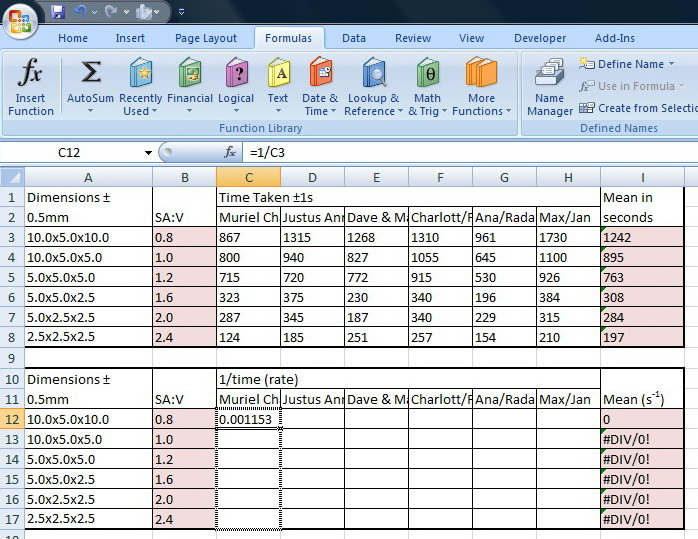 Home Insert Page Layout Formulas Data Review View Developer Add-Ins
fx Σ ? A θ
Insert Function AutoSum Recently Used Financial Logical Text Date & Time Lookup & Reference Math & Trig More Functions Name Manager Define Name
Use in Formula
Create from Selectio
Function Library Defined Names
C12 fx =1/C3
A B C D E F G H I
1 Dimensions ± Time Taken ±1s Mean in
2 0.5mm SA:V Muriel Ch Justus Ann Dave & Ma Charlott/F Ana/Rada Max/Jan seconds
3 10.0x5.0x10.0 0.8 867 1315 1268 1310 961 1730 1242
4 10.0x5.0x5.0 1.0 800 940 827 1055 645 1100 895
5 5.0x5.0x5.0 1.2 715 720 772 915 530 926 763
6 5.0x5.0x2.5 1.6 323 375 230 340 196 384 308
7 5.0x2.5x2.5 2.0 287 345 187 340 229 315 284
8 2.5x2.5x2.5 2.4 124 185 251 257 154 210 197
9
10 Dimensions ± 1/time (rate)
11 0.5mm SA:V Muriel Ch Justus Ann Dave & Ma Charlott/F Ana/Rada Max/Jan Mean (s⁻¹)
12 10.0x5.0x10.0 0.8 0.001153 0
13 10.0x5.0x5.0 1.0 #DIV/0!
14 5.0x5.0x5.0 1.2 #DIV/0!
15 5.0x5.0x2.5 1.6 #DIV/0!
16 5.0x2.5x2.5 2.0 #DIV/0!
17 2.5x2.5x2.5 2.4 #DIV/0!